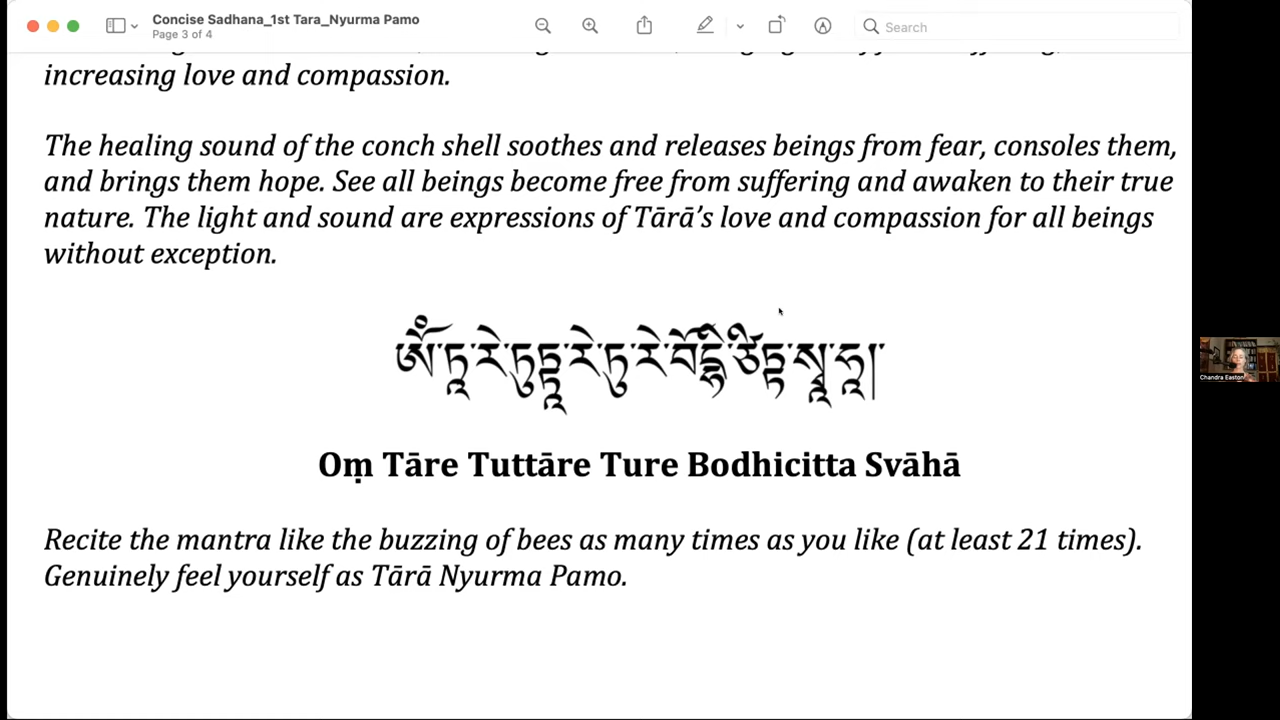 Concise Sadhana_1st Tara_Nyurma Pamo
Page 3 of 4
Search
increasing love and compassion.
The healing sound of the conch shell soothes and releases beings from fear, consoles them,
and brings them hope. See all beings become free from suffering and awaken to their true
nature. The light and sound are expressions of Tārā’s love and compassion for all beings
without exception.
ༀ་ཏཱ་རེ་ཏུཏྟཱ་རེ་ཏུ་རེ་བོདྷི་ཙིཏྟ་སྭཱ་ཧཱ།
Oṃ Tāre Tuttāre Ture Bodhicitta Svāhā
Recite the mantra like the buzzing of bees as many times as you like (at least 21 times).
Genuinely feel yourself as Tārā Nyurma Pamo.
Chandra Easton